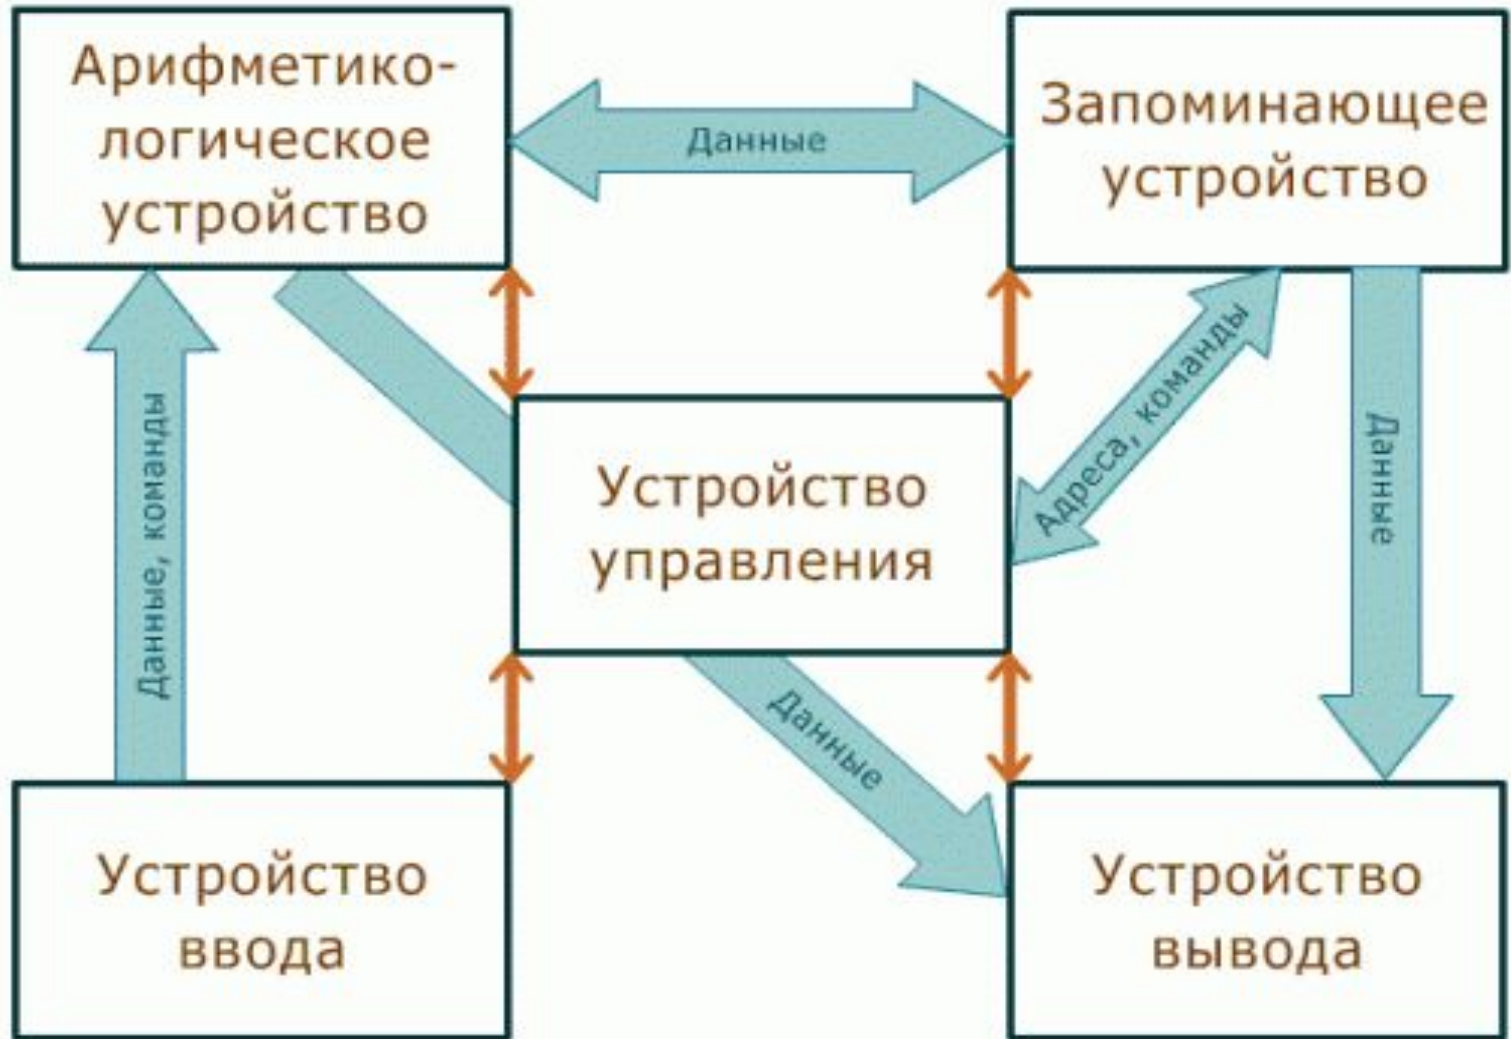 Арифметико-
логическое
устройство
Данные
Запоминающее
устройство
Данные, команды
Устройство
управления
Адреса, команды
Данные
Данные
Устройство
ввода
Устройство
вывода